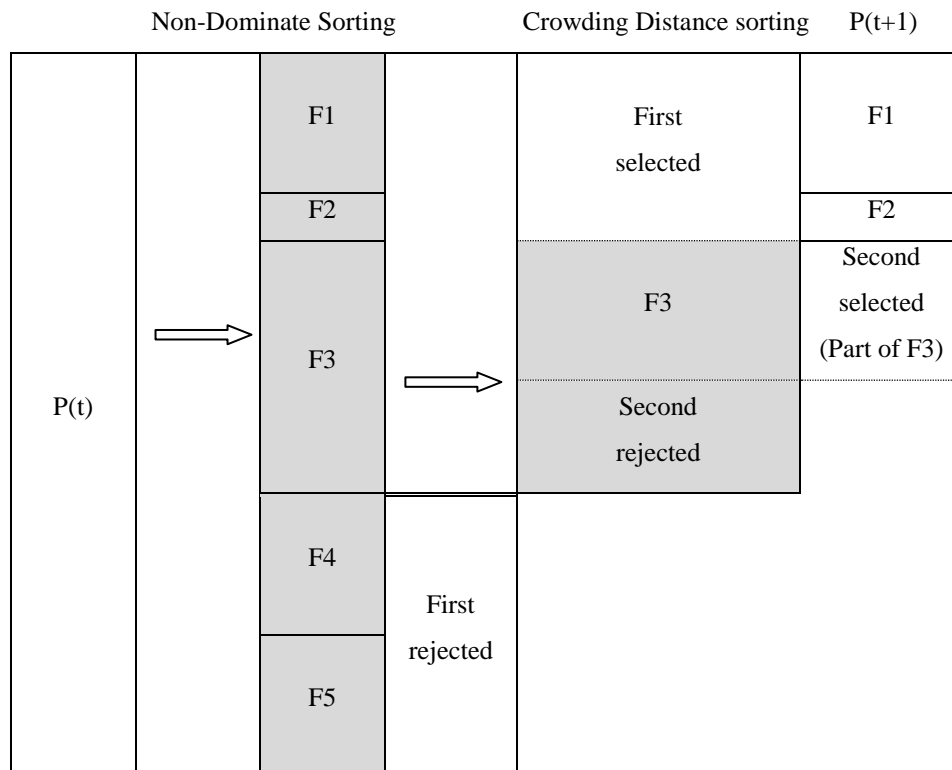 Non-Dominate Sorting
Crowding Distance sorting
P(t+1)
P(t)
F1
F2
F3
F4
F5
First
rejected
First
selected
F3
Second
rejected
F1
F2
Second
selected
(Part of F3)